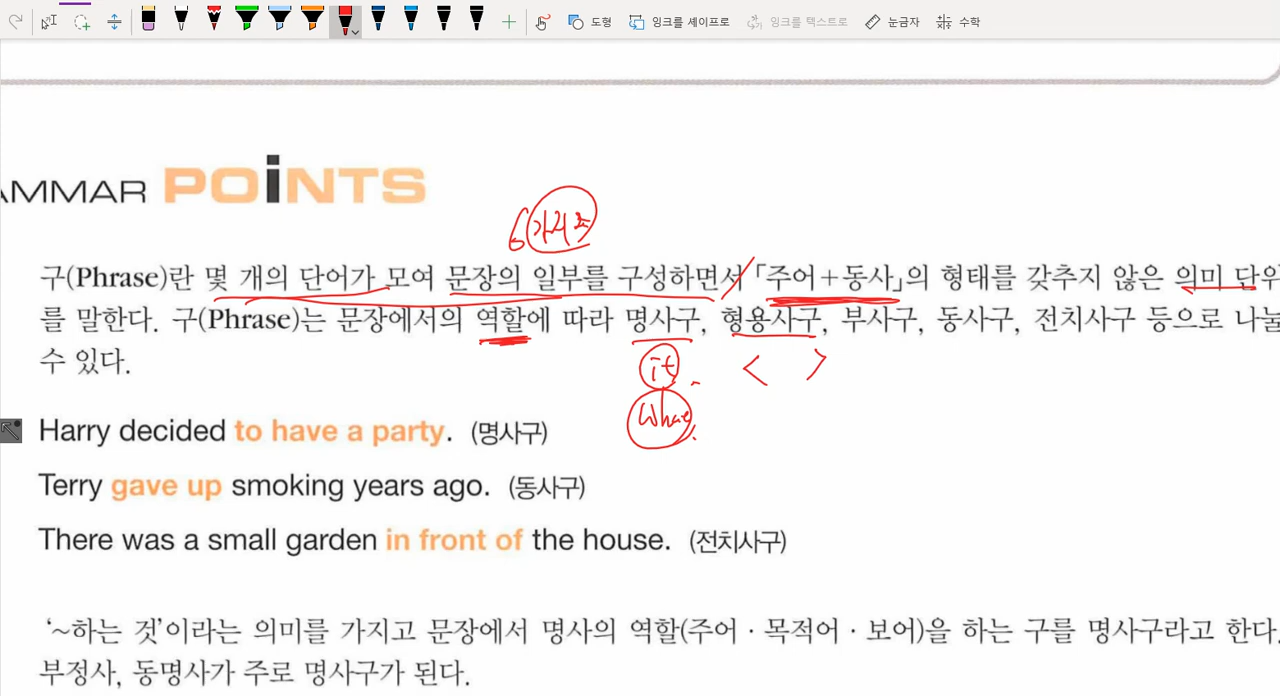 도형 잉크를 셰이프로 잉크를 텍스트로 눈금자 수학
AMMAR POiNTS
6가지
구(Phrase)란 몇 개의 단어가 모여 문장의 일부를 구성하면서 「주어+동사」의 형태를 갖추지 않은 의미 단위
를 말한다. 구(Phrase)는 문장에서의 역할에 따라 명사구, 형용사구, 부사구, 동사구, 전치사구 등으로 나눌
수 있다.
it
< >
what
Harry decided to have a party. (명사구)
Terry gave up smoking years ago. (동사구)
There was a small garden in front of the house. (전치사구)
‘~하는 것’이라는 의미를 가지고 문장에서 명사의 역할(주어 · 목적어 · 보어)을 하는 구를 명사구라고 한다.
부정사, 동명사가 주로 명사구가 된다.